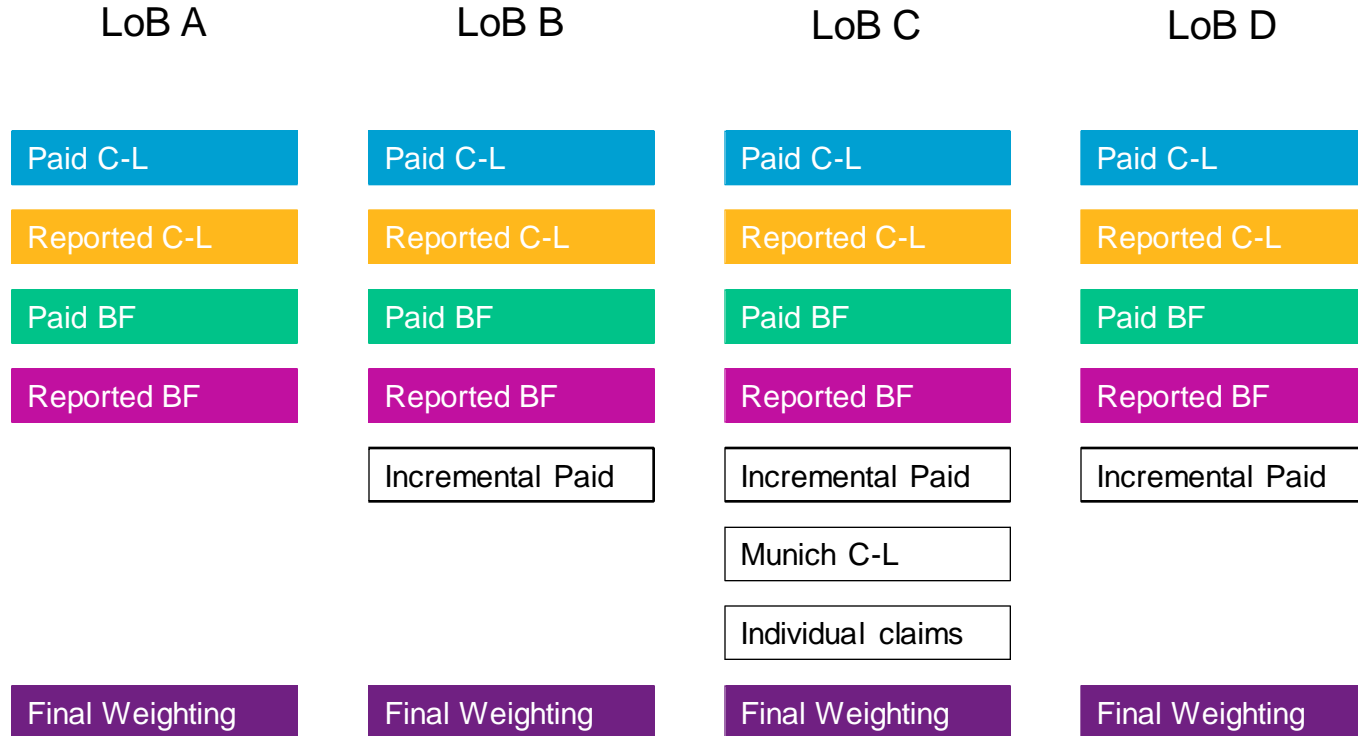 LoB A LoB B LoB C LoB D
Paid C-L Paid C-L Paid C-L Paid C-L
Reported C-L Reported C-L Reported C-L Reported C-L
Paid BF Paid BF Paid BF Paid BF
Reported BF Reported BF Reported BF Reported BF
Incremental Paid Incremental Paid Incremental Paid
Munich C-L
Individual claims
Final Weighting Final Weighting Final Weighting Final Weighting